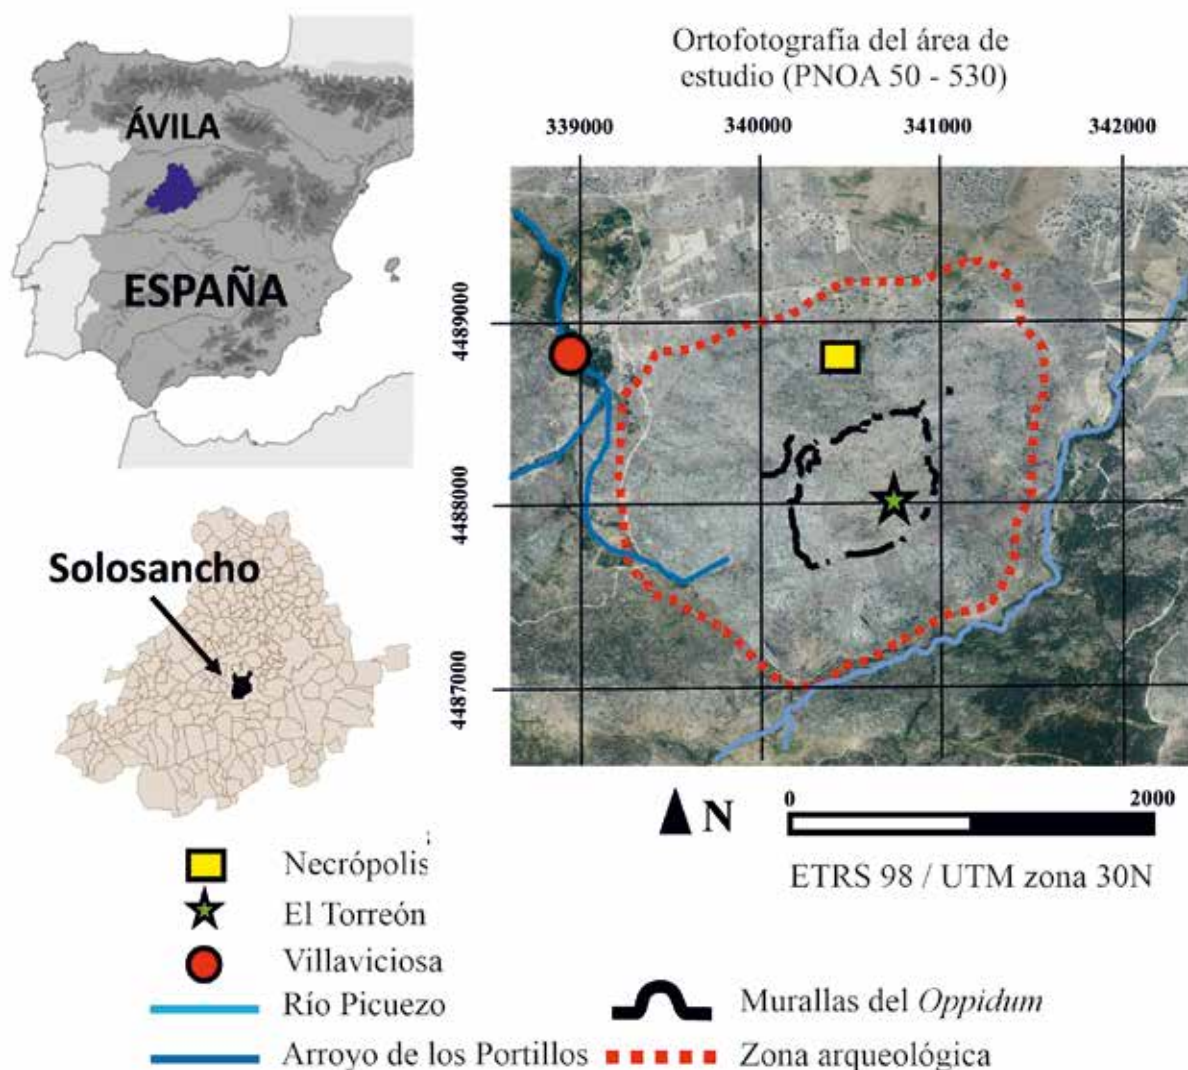 ÁVILA
ESPAÑA
Solosancho
Ortofotografía del área de
estudio (PNOA 50 - 530)
339000
340000
341000
342000
4489000
4488000
4487000
N
0
2000
ETRS 98 / UTM zona 30N
Necrópolis
El Torreón
Villaviciosa
Río Picuezo
Arroyo de los Portillos
Murallas del Oppidum
Zona arqueológica